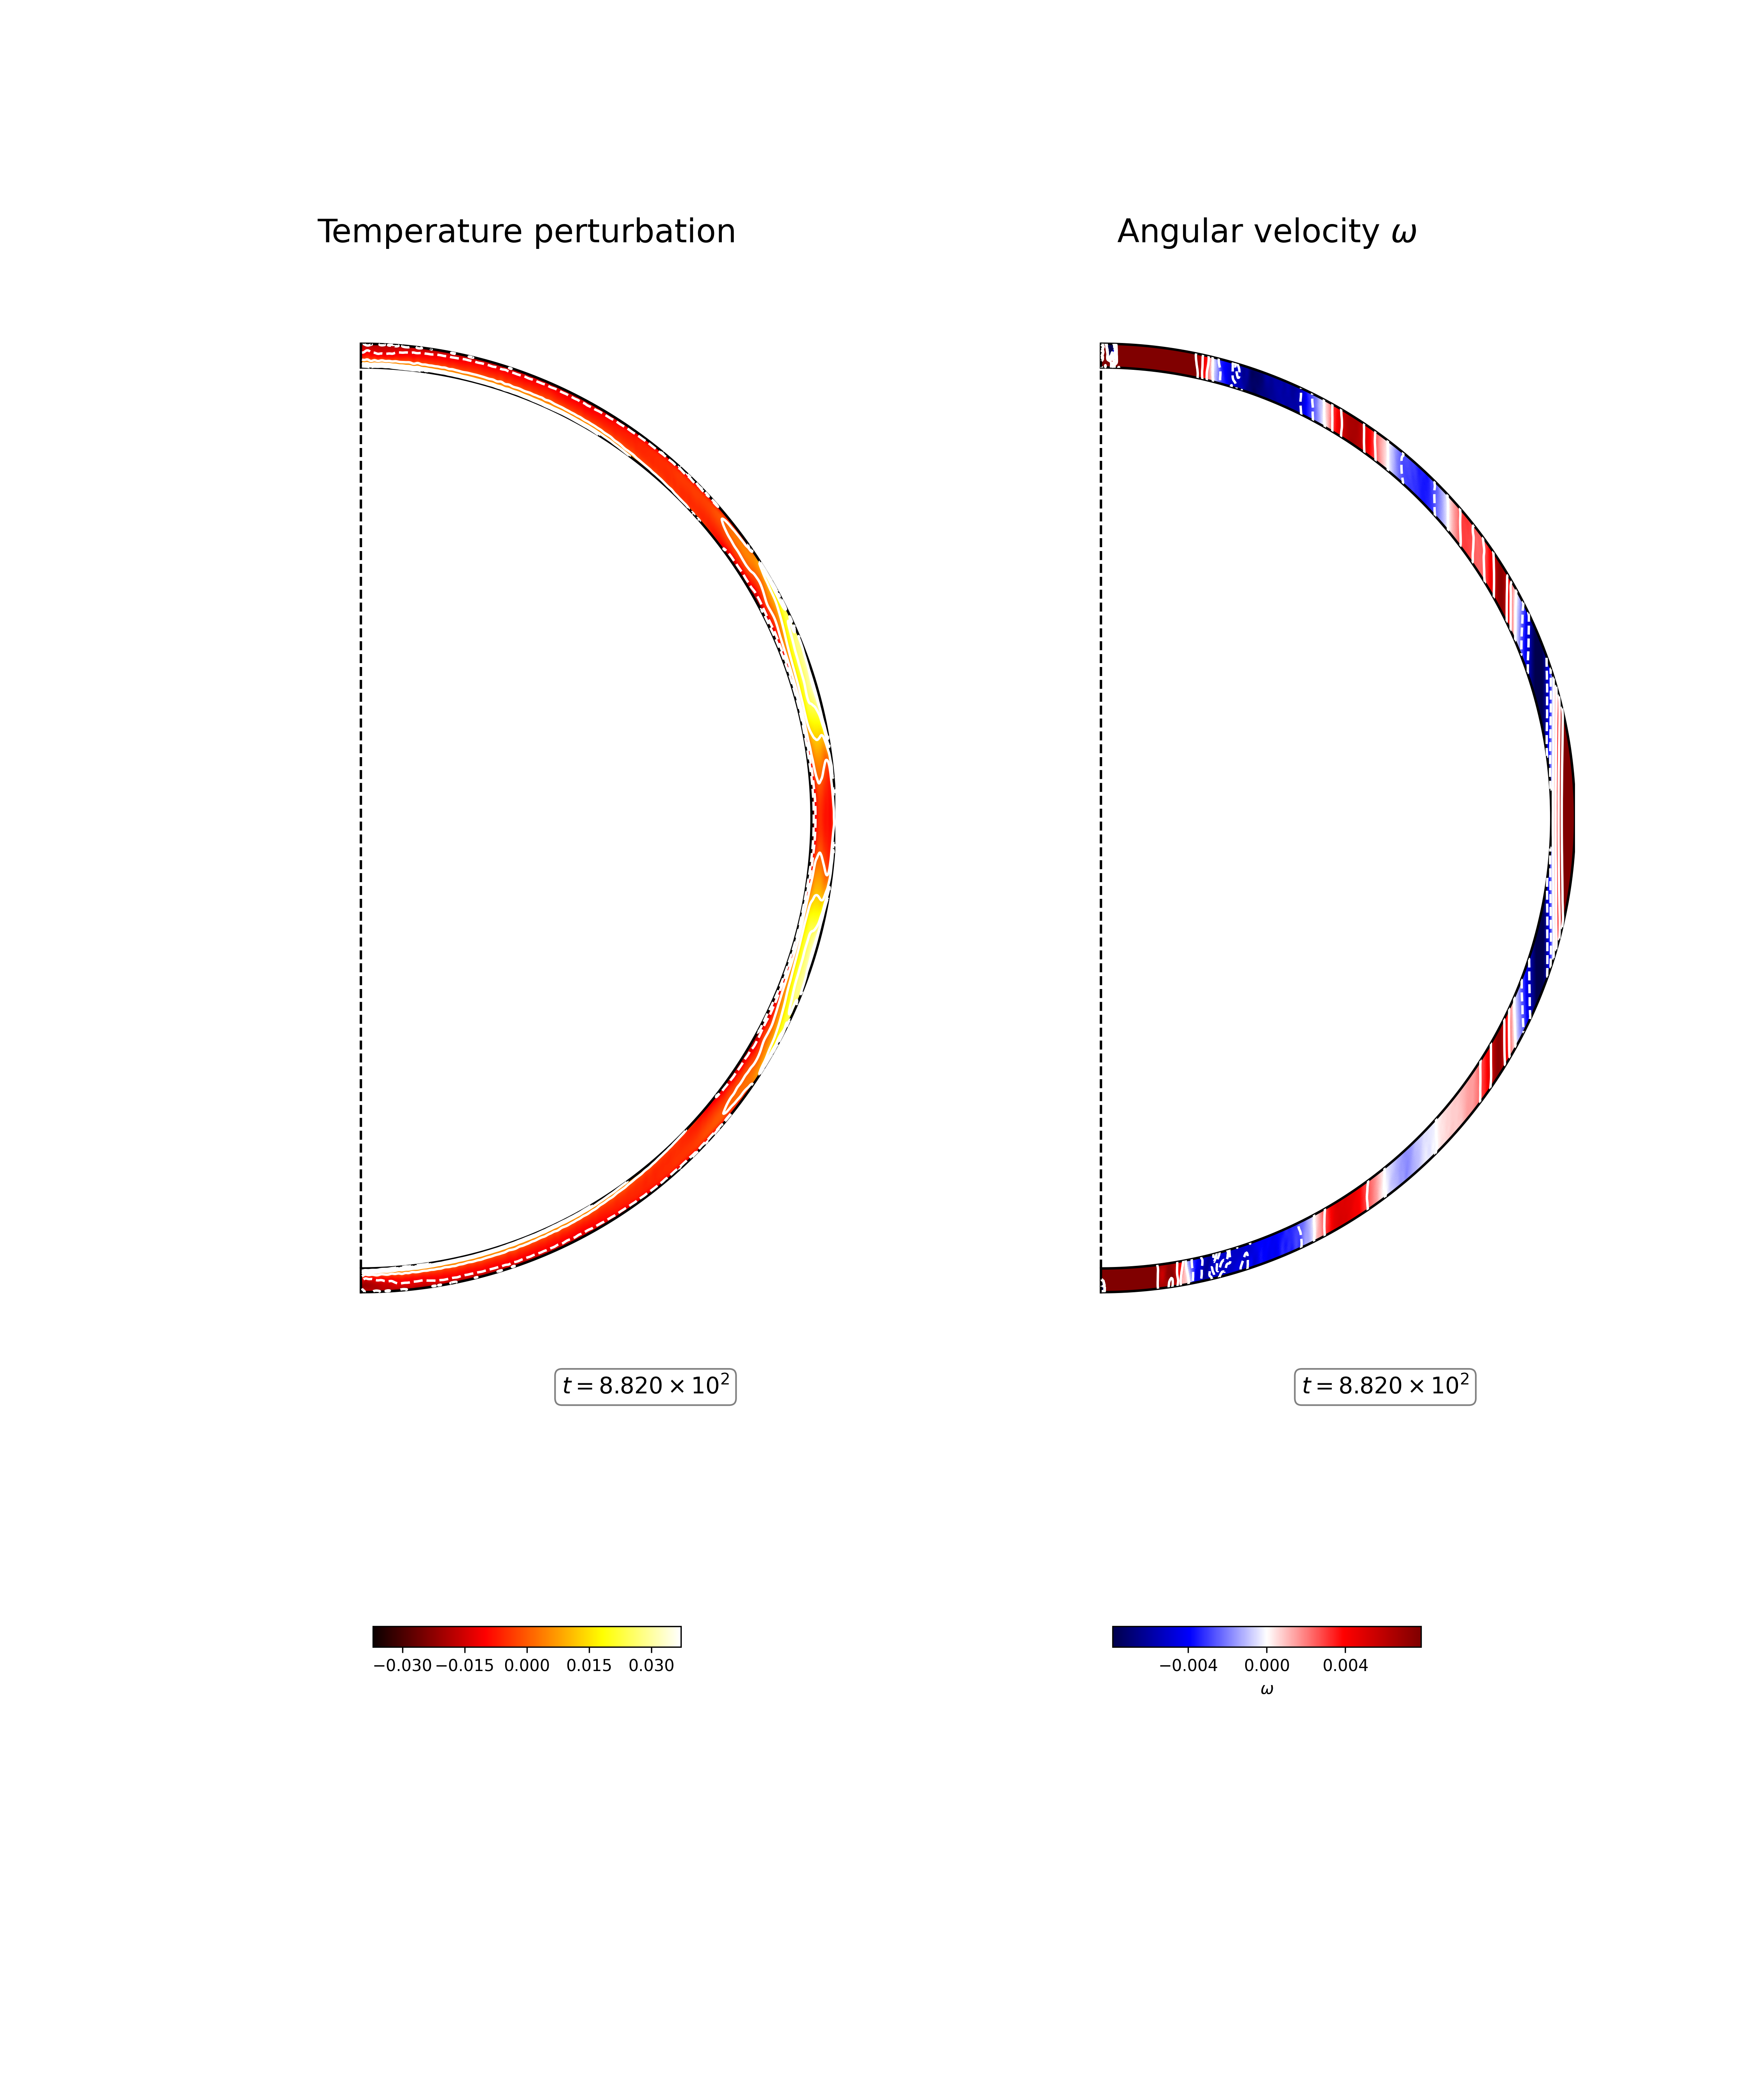 Temperature perturbation
Angular velocity ω
t = 8.820 × 10²
t = 8.820 × 10²
−0.030 −0.015 0.000 0.015 0.030
−0.004 0.000 0.004
ω